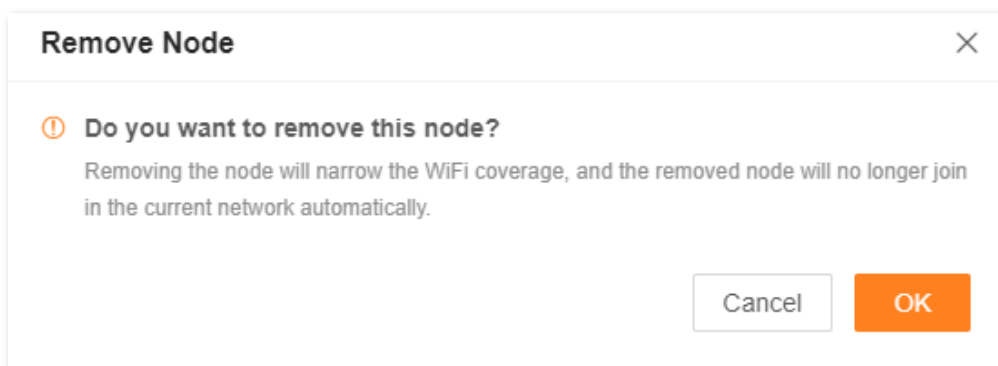 Remove Node
Do you want to remove this node?
Removing the node will narrow the WiFi coverage, and the removed node will no longer join
in the current network automatically.
Cancel
OK